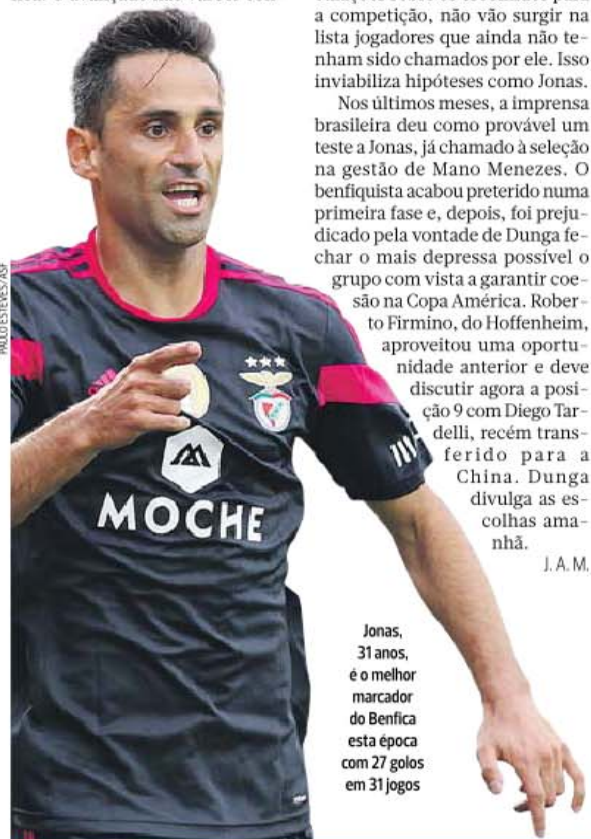 a competição, não vão surgir na
lista jogadores que ainda não te-
nham sido chamados por ele. Isso
inviabiliza hipóteses como Jonas.
Nos últimos meses, a imprensa
brasileira deu como provável um
teste a Jonas, já chamado à seleção
na gestão de Mano Menezes. O
benfiquista acabou preterido numa
primeira fase e, depois, foi preju-
dicado pela vontade de Dunga fe-
char o mais depressa possível o
grupo com vista a garantir coe-
são na Copa América. Rober-
to Firmino, do Hoffenheim,
aproveitou uma oportu-
nidade anterior e deve
discutir agora a posi-
ção 9 com Diego Tar-
delli, recém trans-
ferido para a
China. Dunga
divulga as es-
colhas ama-
nhã.
J. A. M.
PAULO ESTEVES/ASF
MOCHE
Jonas,
31 anos,
é o melhor
marcador
do Benfica
esta época
com 27 golos
em 31 jogos